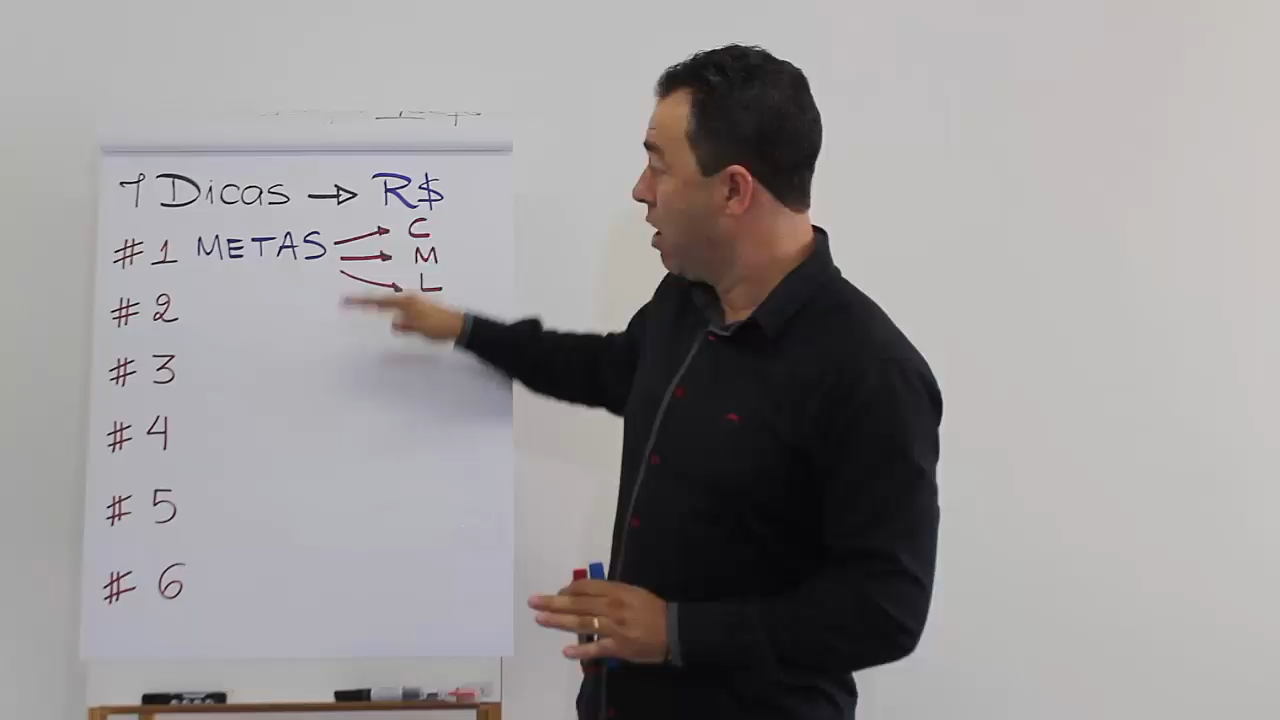 7 Dicas → R$
#1 METAS → C
→ M
→ L
#2
#3
#4
#5
#6